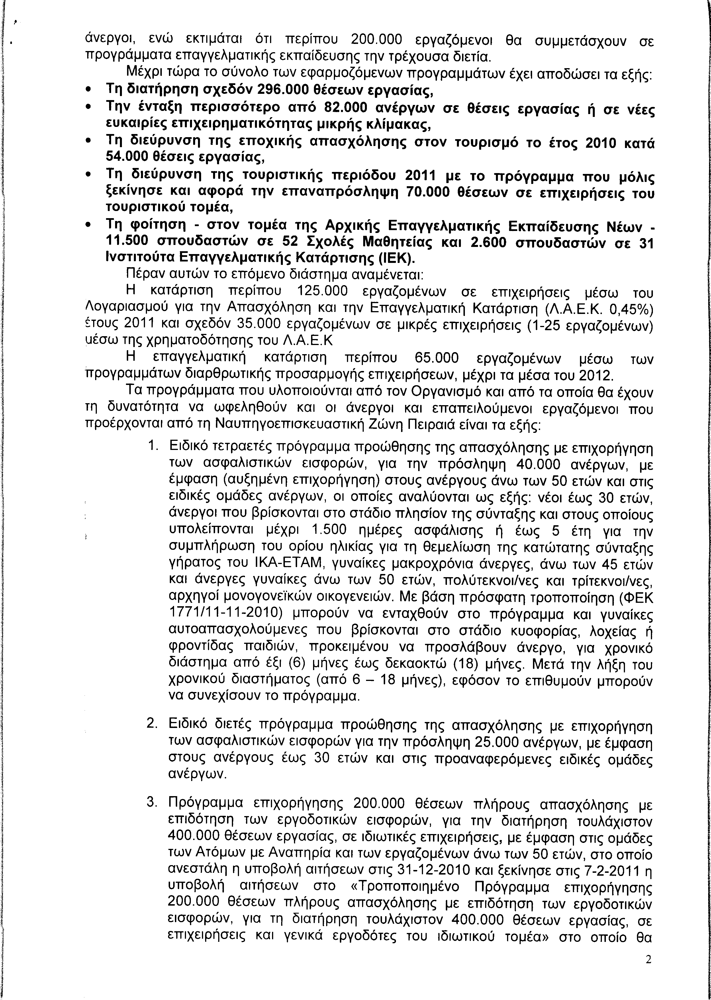 άνεργοι, ενώ εκτιμάται ότι περίπου 200.000 εργαζόμενοι θα συμμετάσχουν σε
προγράμματα επαγγελματικής εκπαίδευσης την τρέχουσα διετία.
Μέχρι τώρα το σύνολο των εφαρμοζόμενων προγραμμάτων έχει αποδώσει τα εξής:
• Τη διατήρηση σχεδόν 296.000 θέσεων εργασίας,
• Την ένταξη περισσότερο από 82.000 ανέργων σε θέσεις εργασίας ή σε νέες
ευκαιρίες επιχειρηματικότητας μικρής κλίμακας,
• Τη διεύρυνση της εποχικής απασχόλησης στον τουρισμό το έτος 2010 κατά
54.000 θέσεις εργασίας,
• Τη διεύρυνση της τουριστικής περιόδου 2011 με το πρόγραμμα που μόλις
ξεκίνησε και αφορά την επαναπρόσληψη 70.000 θέσεων σε επιχειρήσεις του
τουριστικού τομέα,
• Τη φοίτηση - στον τομέα της Αρχικής Επαγγελματικής Εκπαίδευσης Νέων -
11.500 σπουδαστών σε 52 Σχολές Μαθητείας και 2.600 σπουδαστών σε 31
Ινστιτούτα Επαγγελματικής Κατάρτισης (ΙΕΚ).
Πέραν αυτών το επόμενο διάστημα αναμένεται:
Η κατάρτιση περίπου 125.000 εργαζομένων σε επιχειρήσεις μέσω του
Λογαριασμού για την Απασχόληση και την Επαγγελματική Κατάρτιση (Λ.Α.Ε.Κ. 0,45%)
έτους 2011 και σχεδόν 35.000 εργαζομένων σε μικρές επιχειρήσεις (1-25 εργαζομένων)
μέσω της χρηματοδότησης του Λ.Α.Ε.Κ
Η επαγγελματική κατάρτιση περίπου 65.000 εργαζομένων μέσω των
προγραμμάτων διαρθρωτικής προσαρμογής επιχειρήσεων, μέχρι τα μέσα του 2012.
Τα προγράμματα που υλοποιούνται από τον Οργανισμό και από τα οποία θα έχουν
τη δυνατότητα να ωφεληθούν και οι άνεργοι και επαπειλούμενοι εργαζόμενοι που
προέρχονται από τη Ναυπηγοεπισκευαστική Ζώνη Πειραιά είναι τα εξής:
1. Ειδικό τετραετές πρόγραμμα προώθησης της απασχόλησης με επιχορήγηση
των ασφαλιστικών εισφορών, για την πρόσληψη 40.000 ανέργων, με
έμφαση (αυξημένη επιχορήγηση) στους ανέργους άνω των 50 ετών και στις
ειδικές ομάδες ανέργων, οι οποίες αναλύονται ως εξής: νέοι έως 30 ετών,
άνεργοι που βρίσκονται στο στάδιο πλησίον της σύνταξης και στους οποίους
υπολείπονται μέχρι 1.500 ημέρες ασφάλισης ή έως 5 έτη για την
συμπλήρωση του ορίου ηλικίας για τη θεμελίωση της κατώτατης σύνταξης
γήρατος του ΙΚΑ-ΕΤΑΜ, γυναίκες μακροχρόνια άνεργες, άνω των 45 ετών
και άνεργες γυναίκες άνω των 50 ετών, πολύτεκνοι/νες και τρίτεκνοι/νες,
αρχηγοί μονογονεϊκών οικογενειών. Με βάση πρόσφατη τροποποίηση (ΦΕΚ
1771/11-11-2010) μπορούν να ενταχθούν στο πρόγραμμα και γυναίκες
αυτοαπασχολούμενες που βρίσκονται στο στάδιο κυοφορίας, λοχείας ή
φροντίδας παιδιών, προκειμένου να προσλάβουν άνεργο, για χρονικό
διάστημα από έξι (6) μήνες έως δεκαοκτώ (18) μήνες. Μετά την λήξη του
χρονικού διαστήματος (από 6 – 18 μήνες), εφόσον το επιθυμούν μπορούν
να συνεχίσουν το πρόγραμμα.
2. Ειδικό διετές πρόγραμμα προώθησης της απασχόλησης με επιχορήγηση
των ασφαλιστικών εισφορών για την πρόσληψη 25.000 ανέργων, με έμφαση
στους ανέργους έως 30 ετών και στις προαναφερόμενες ειδικές ομάδες
ανέργων.
3. Πρόγραμμα επιχορήγησης 200.000 θέσεων πλήρους απασχόλησης με
επιδότηση των εργοδοτικών εισφορών, για την διατήρηση τουλάχιστον
400.000 θέσεων εργασίας, σε ιδιωτικές επιχειρήσεις, με έμφαση στις ομάδες
των Ατόμων με Αναπηρία και των εργαζομένων άνω των 50 ετών, στο οποίο
ανεστάλη η υποβολή αιτήσεων στις 31-12-2010 και ξεκίνησε στις 7-2-2011 η
υποβολή αιτήσεων στο «Τροποποιημένο Πρόγραμμα επιχορήγησης
200.000 θέσεων πλήρους απασχόλησης με επιδότηση των εργοδοτικών
εισφορών, για τη διατήρηση τουλάχιστον 400.000 θέσεων εργασίας, σε
επιχειρήσεις και γενικά εργοδότες του ιδιωτικού τομέα» στο οποίο θα
2